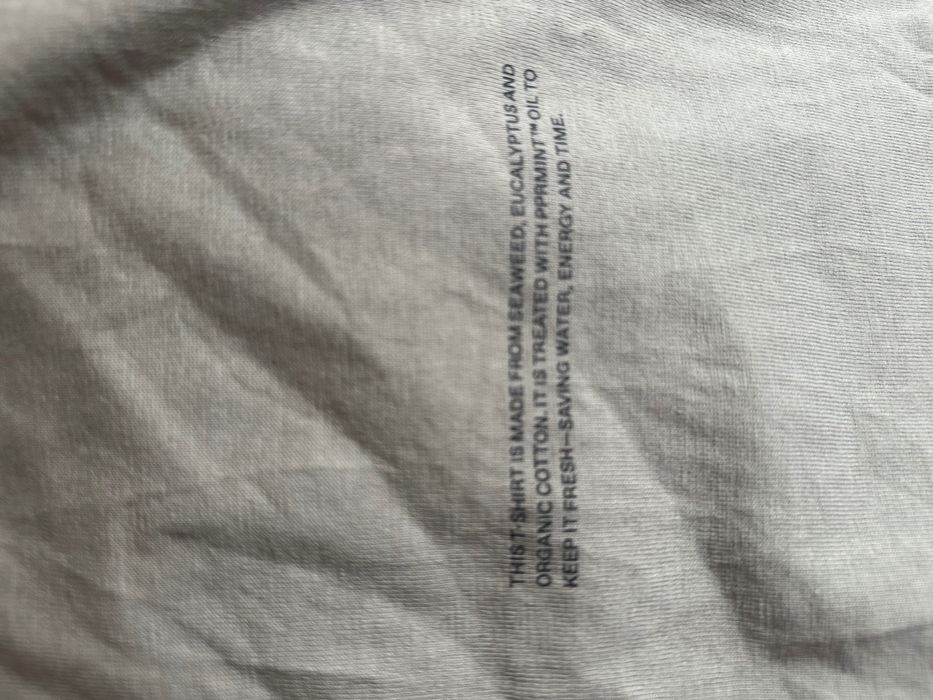 THIS T-SHIRT IS MADE FROM SEAWEED, EUCALYPTUS AND
ORGANIC COTTON. IT IS TREATED WITH PPRMINT™ OIL TO
KEEP IT FRESH—SAVING WATER, ENERGY AND TIME.